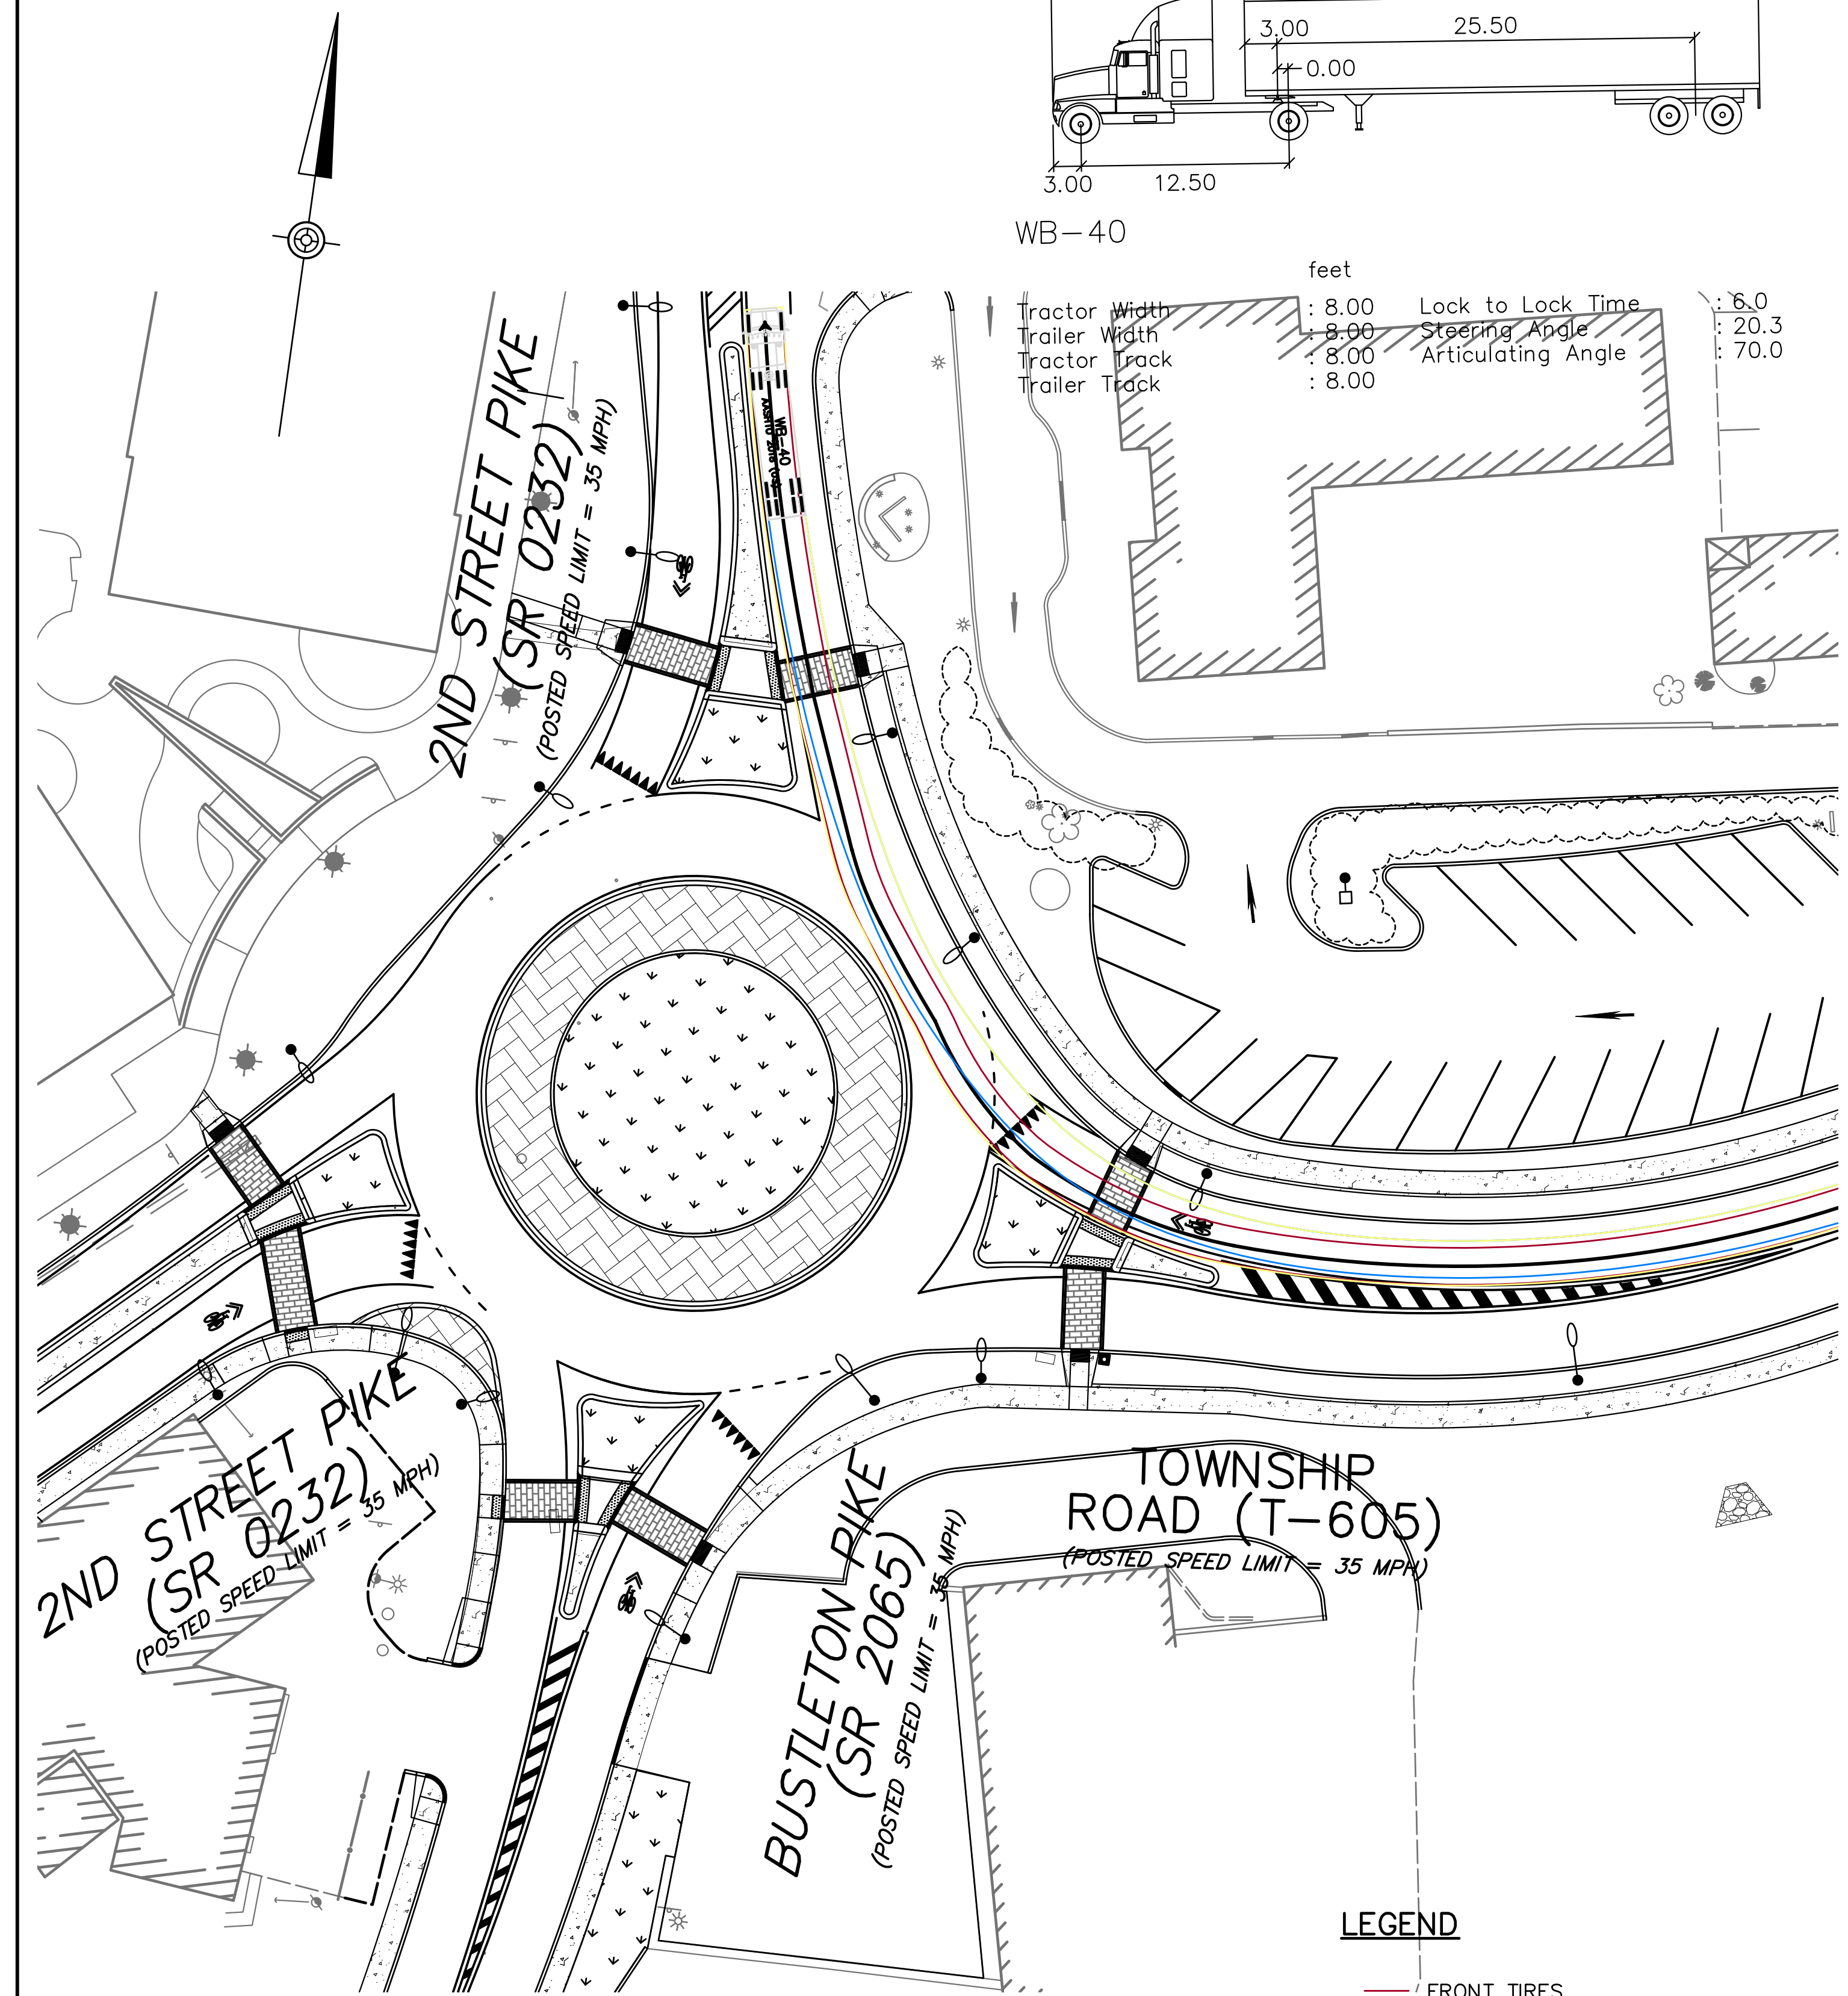 3.00
25.50
0.00
3.00
12.50
WB-40
feet
Tractor Width : 8.00 Lock to Lock Time : 6.0
Trailer Width : 8.00 Steering Angle : 20.3
Tractor Track : 8.00 Articulating Angle : 70.0
Trailer Track : 8.00
2ND STREET PIKE
(SR 0232)
(POSTED SPEED LIMIT = 35 MPH)
WB-40
AASHTO 2018 (US)
2ND STREET PIKE
(SR 0232)
(POSTED SPEED LIMIT = 35 MPH)
BUSTLETON PIKE
(SR 2065)
(POSTED SPEED LIMIT = 35 MPH)
TOWNSHIP
ROAD (T-605)
(POSTED SPEED LIMIT = 35 MPH)
LEGEND
FRONT TIRES